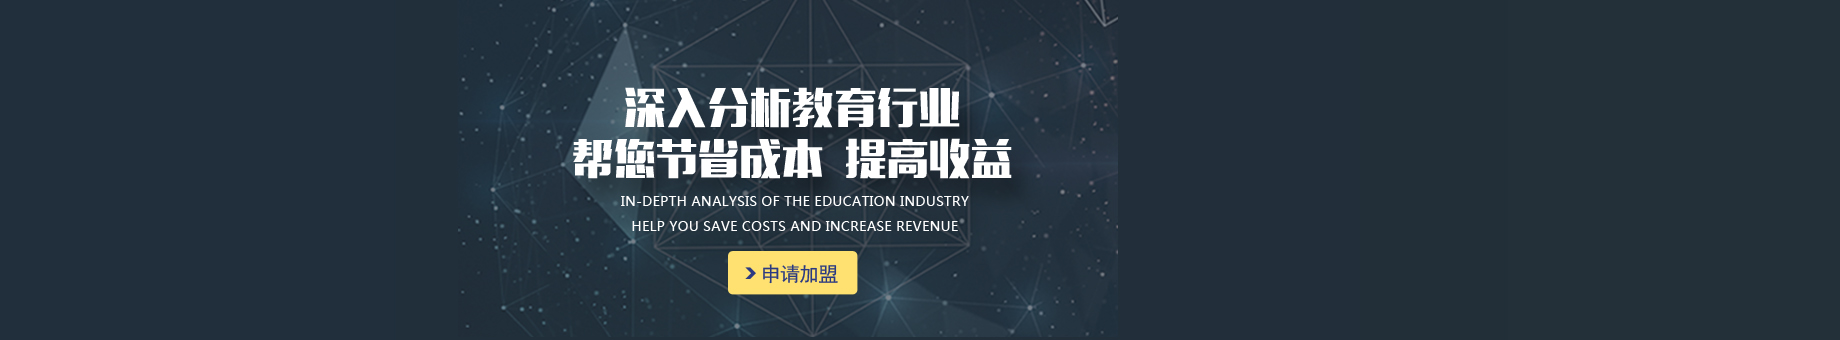 深入分析教育行业
帮您节省成本 提高收益
IN-DEPTH ANALYSIS OF THE EDUCATION INDUSTRY
HELP YOU SAVE COSTS AND INCREASE REVENUE
申请加盟